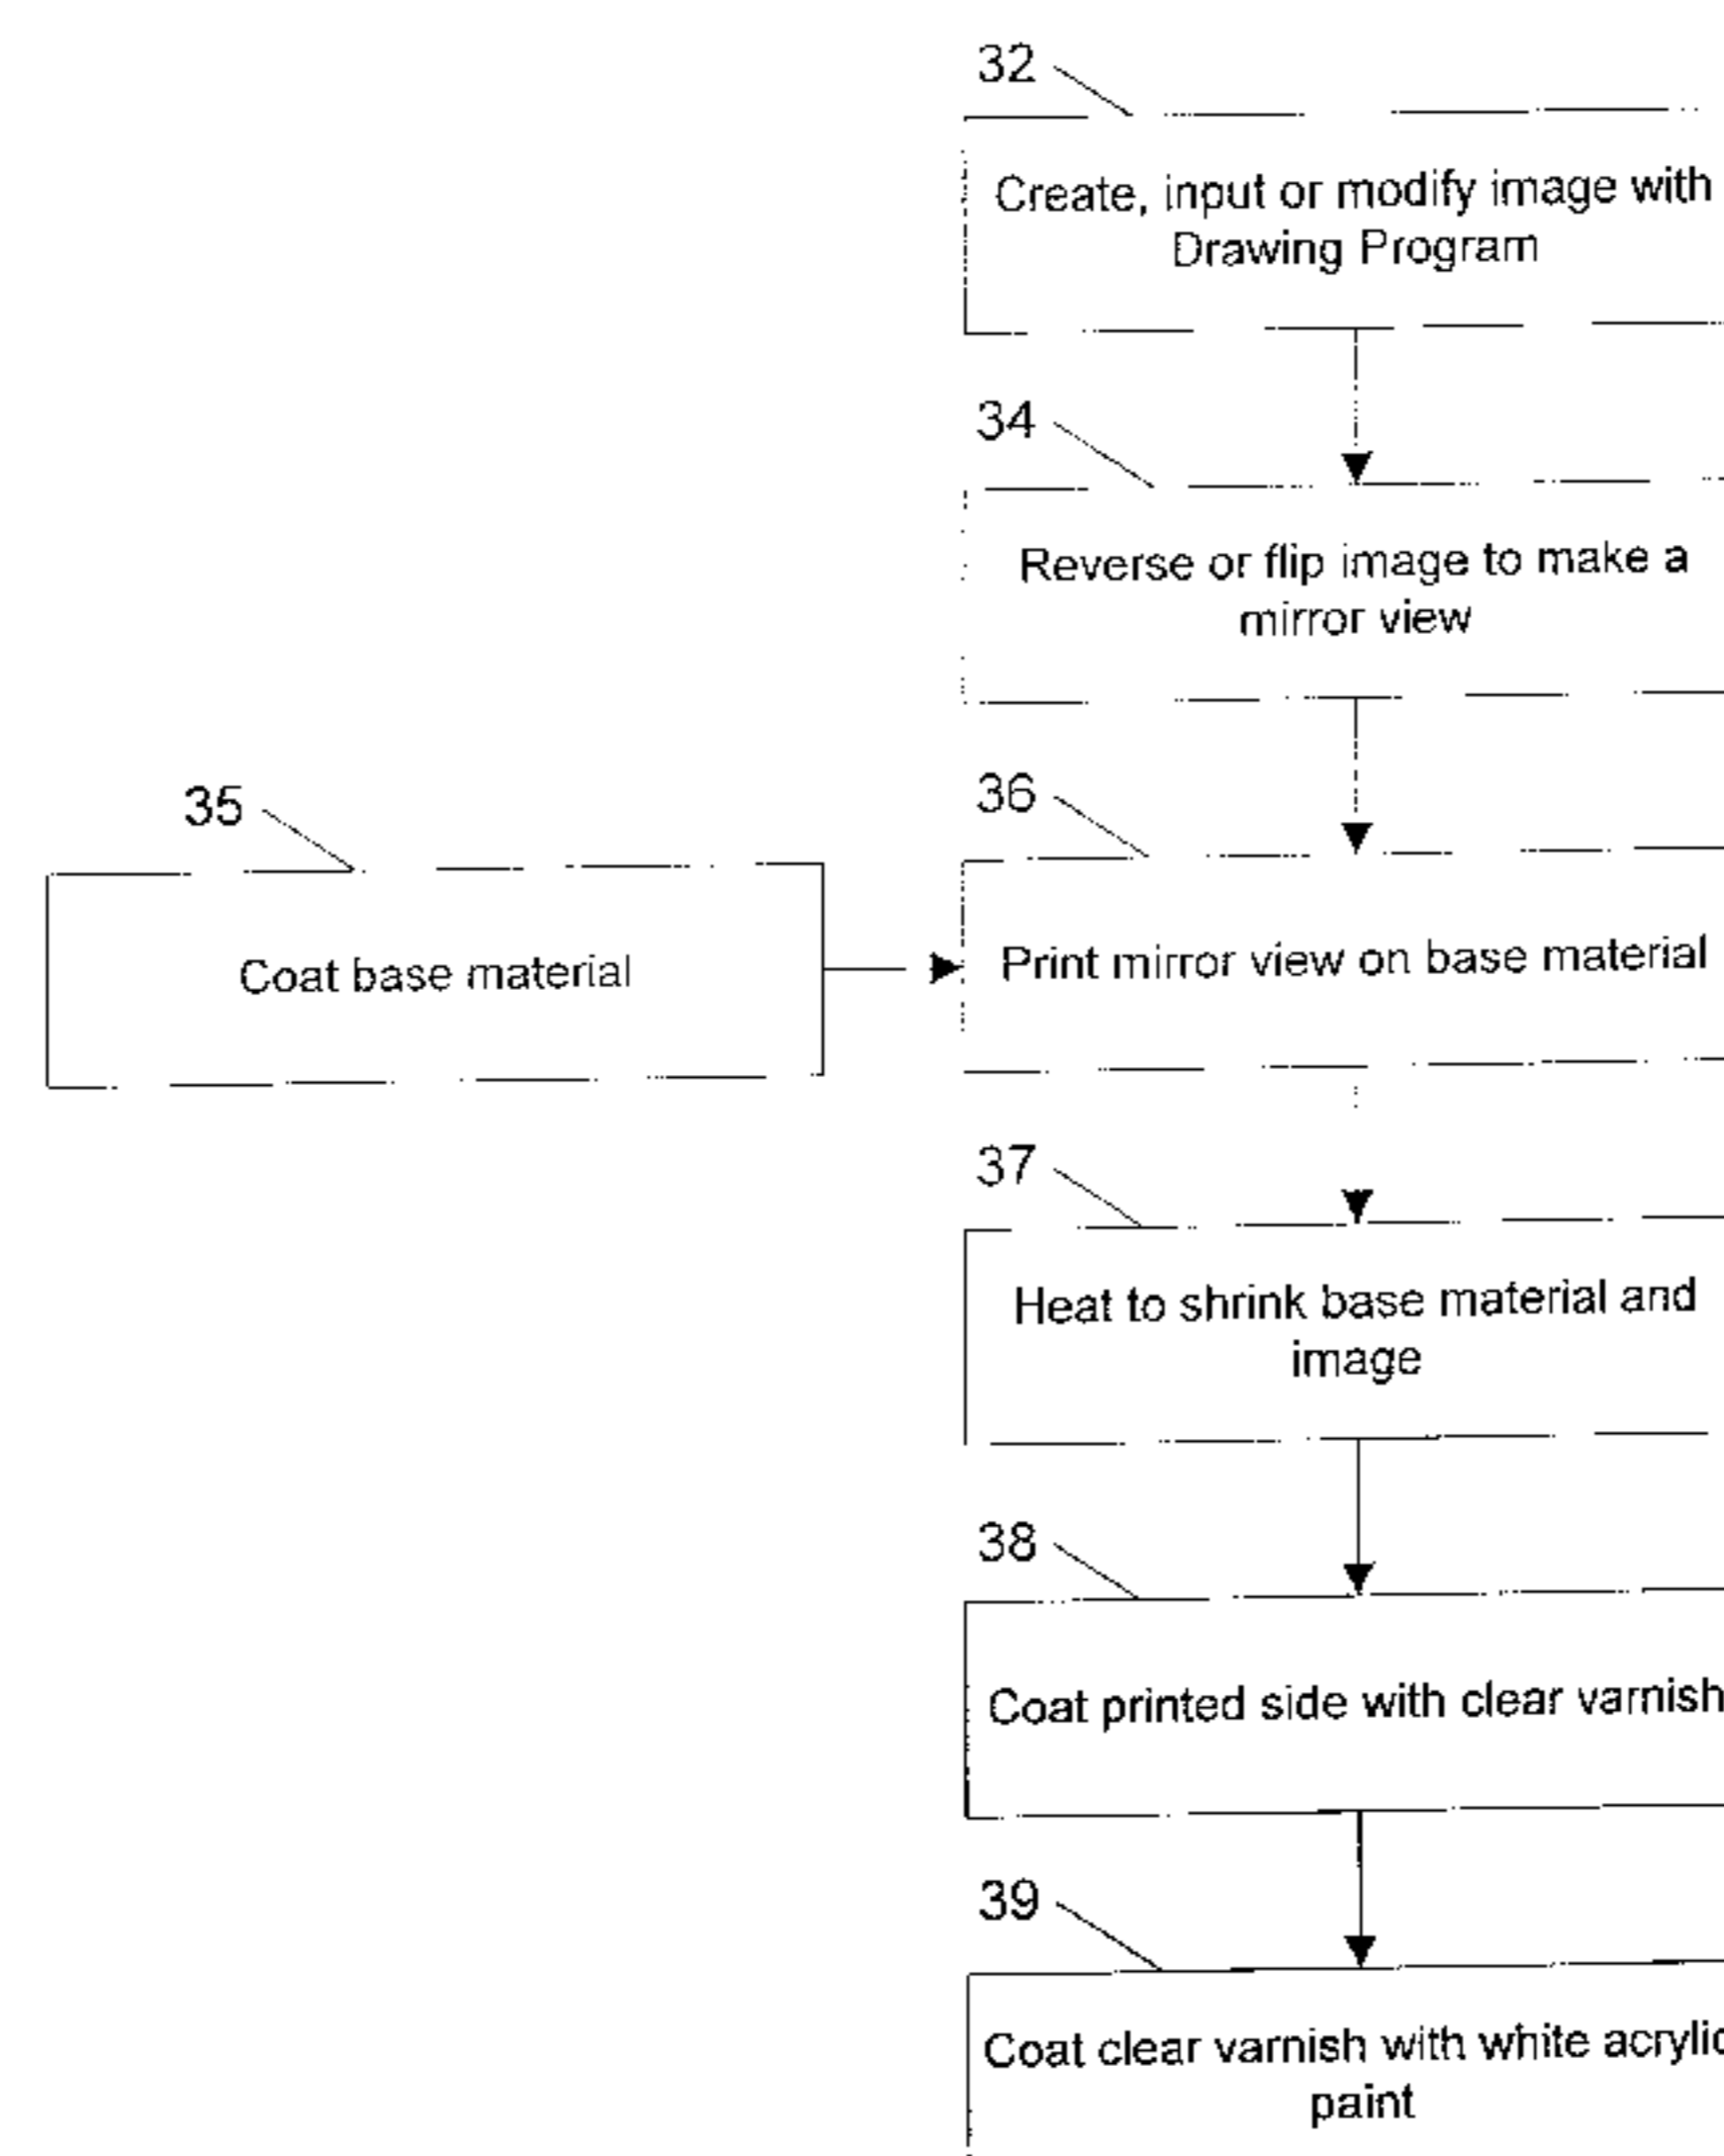 32
Create, input or modify image with
Drawing Program
34
Reverse or flip image to make a
mirror view
35
Coat base material
36
Print mirror view on base material
37
Heat to shrink base material and
image
38
Coat printed side with clear varnish
39
Coat clear varnish with white acrylic
paint